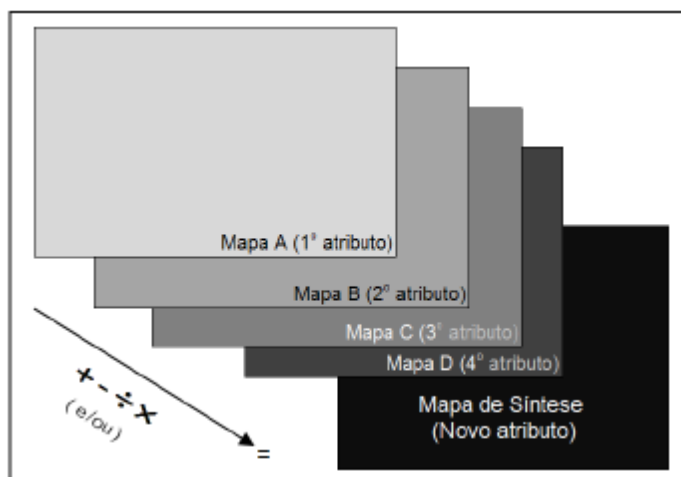 Mapa A (1º atributo)
Mapa B (2º atributo)
Mapa C (3º atributo)
Mapa D (4º atributo)
Mapa de Síntese
(Novo atributo)
+ - ÷ x
(e/ou)
=